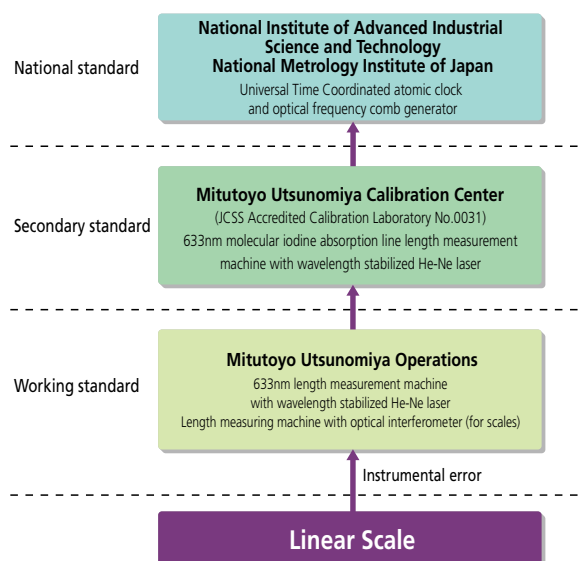 National Institute of Advanced Industrial
Science and Technology
National Metrology Institute of Japan
National standard
Universal Time Coordinated atomic clock
and optical frequency comb generator
Mitutoyo Utsunomiya Calibration Center
Secondary standard
(JCSS Accredited Calibration Laboratory No.0031)
633nm molecular iodine absorption line length measurement
machine with wavelength stabilized He-Ne laser
Mitutoyo Utsunomiya Operations
Working standard
633nm length measurement machine
with wavelength stabilized He-Ne laser
Length measuring machine with optical interferometer (for scales)
Instrumental error
Linear Scale